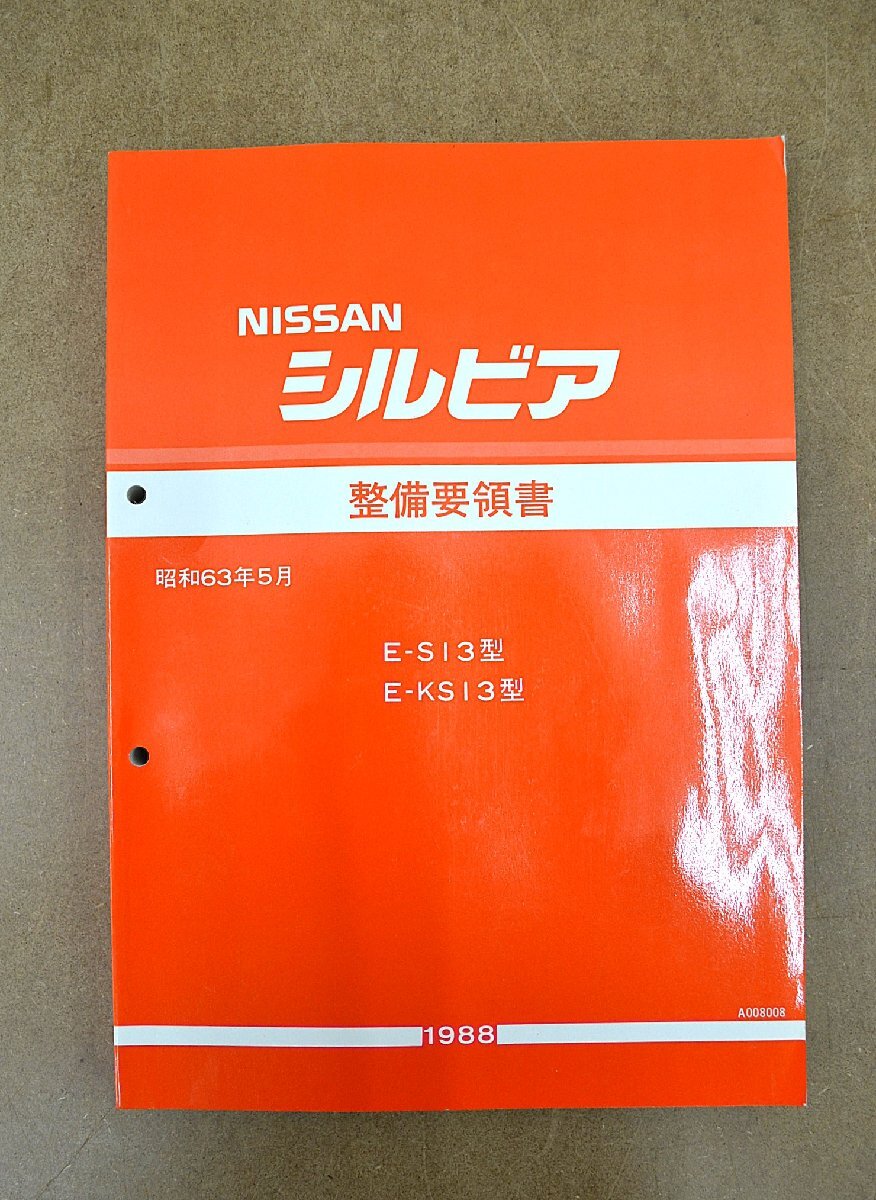 NISSAN
シルビア
整備要領書
昭和63年5月
E-S13型
E-KS13型
A008008
1988